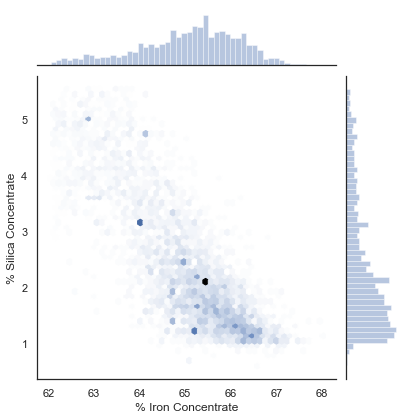 5
4
3
2
1
% Silica Concentrate
62 63 64 65 66 67 68
% Iron Concentrate